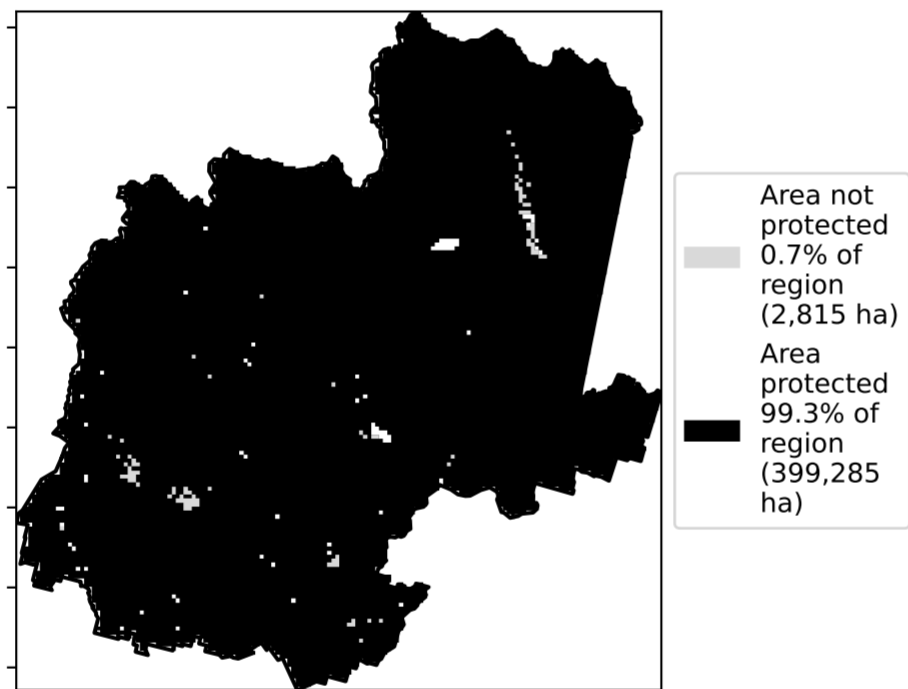 Area not
protected
0.7% of
region
(2,815 ha)
Area
protected
99.3% of
region
(399,285
ha)